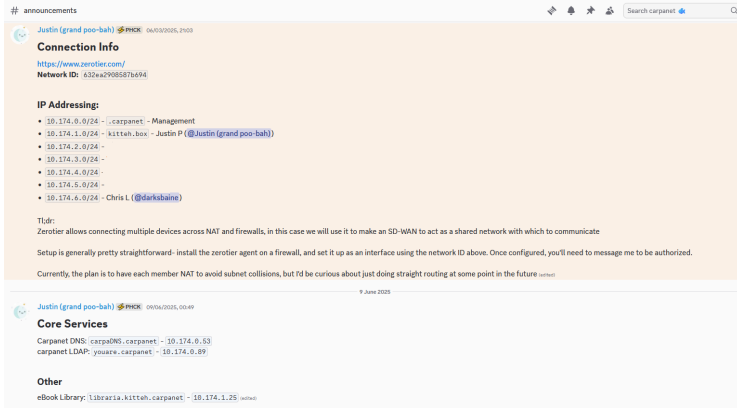 # announcements
Search carpanet
Justin (grand poo-bah) PHCK 06/03/2025, 21:03
Connection Info
https://www.zerotier.com/
Network ID: 632ea2908587b694
IP Addressing:
• 10.174.0.0/24 - .carpanet - Management
• 10.174.1.0/24 - kitteh.box - Justin P (@Justin (grand poo-bah))
• 10.174.2.0/24 -
• 10.174.3.0/24 -
• 10.174.4.0/24 -
• 10.174.5.0/24 -
• 10.174.6.0/24 - Chris L (@darksbaine)
Tl;dr:
Zerotier allows connecting multiple devices across NAT and firewalls, in this case we will use it to make an SD-WAN to act as a shared network with which to communicate
Setup is generally pretty straightforward- install the zerotier agent on a firewall, and set it up as an interface using the network ID above. Once configured, you'll need to message me to be authorized.
Currently, the plan is to have each member NAT to avoid subnet collisions, but I'd be curious about just doing straight routing at some point in the future (edited)
9 June 2025
Justin (grand poo-bah) PHCK 09/06/2025, 00:49
Core Services
Carpanet DNS: carpaDNS.carpanet - 10.174.0.53
carpanet LDAP: youare.carpanet - 10.174.0.89
Other
eBook Library: libraria.kitteh.carpanet - 10.174.1.25 (edited)